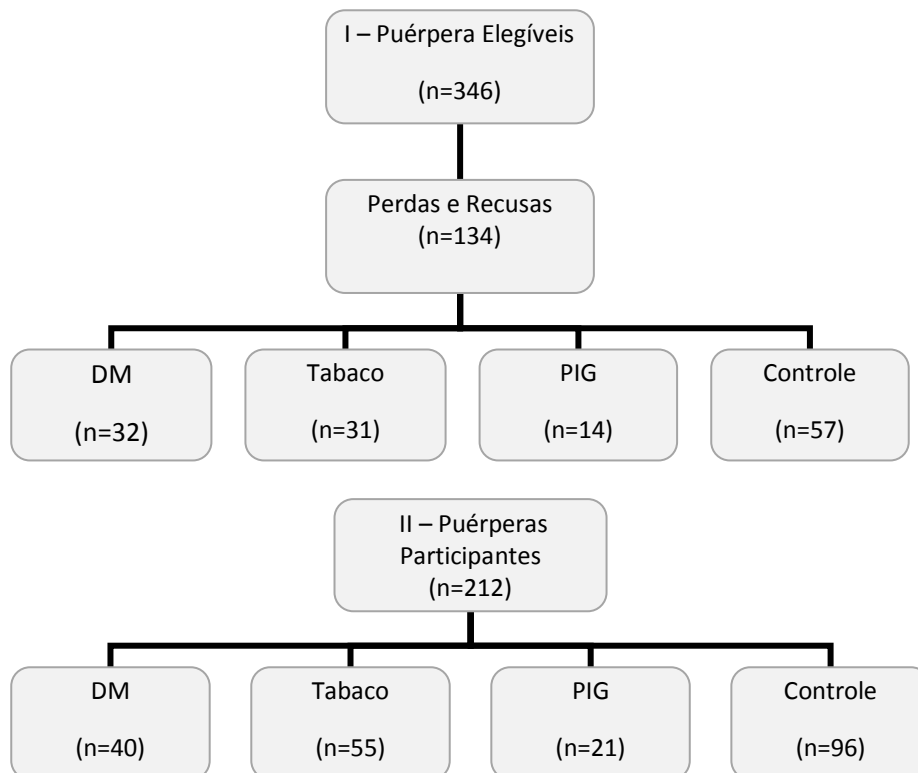 I – Puérpera Elegíveis
(n=346)
Perdas e Recusas
(n=134)
DM
(n=32)
Tabaco
(n=31)
PIG
(n=14)
Controle
(n=57)
II – Puérperas
Participantes
(n=212)
DM
(n=40)
Tabaco
(n=55)
PIG
(n=21)
Controle
(n=96)